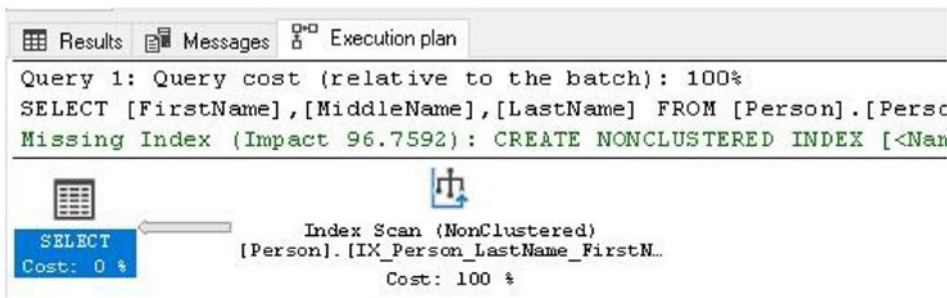 Results Messages Execution plan
Query 1: Query cost (relative to the batch): 100%
SELECT [FirstName],[MiddleName],[LastName] FROM [Person].[Perso
Missing Index (Impact 96.7592): CREATE NONCLUSTERED INDEX [<Nam
SELECT
Cost: 0 %
Index Scan (NonClustered)
[Person].[IX_Person_LastName_FirstN…
Cost: 100 %